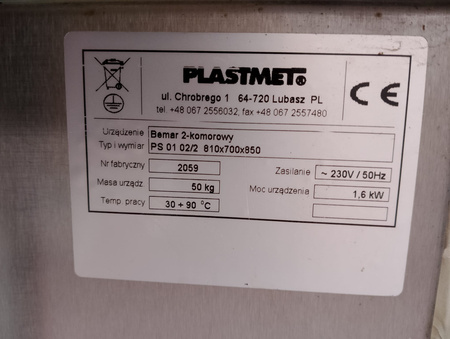 PLASTMET®
ul. Chrobrego 1 64-720 Lubasz PL
tel. +48 067 2556032, fax +48 067 2557480
CE
Urządzenie Bemar 2-komorowy
Typ i wymiar PS 01 02/2 810x700x850
Nr fabryczny 2059 Zasilanie ~ 230V / 50Hz
Masa urządz 50 kg Moc urządzenia 1,6 kW
Temp. pracy 30 + 90 °C